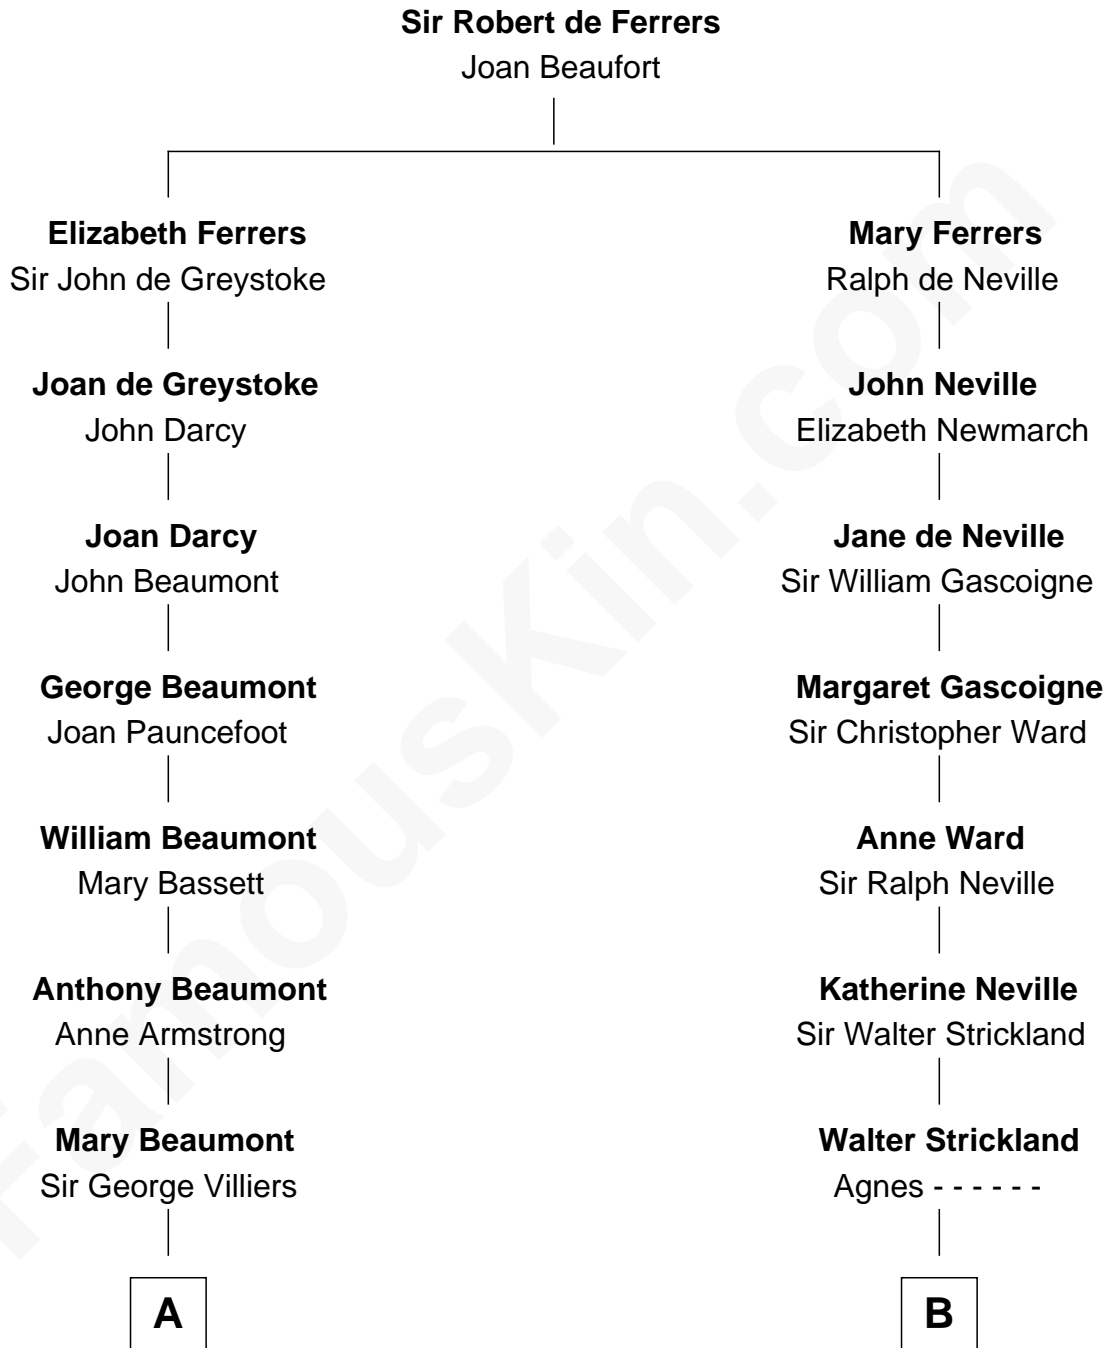 Sir Robert de Ferrers
Joan Beaufort
Elizabeth Ferrers
Sir John de Greystoke
Mary Ferrers
Ralph de Neville
Joan de Greystoke
John Darcy
John Neville
Elizabeth Newmarch
Joan Darcy
John Beaumont
Jane de Neville
Sir William Gascoigne
George Beaumont
Joan Pauncefoot
Margaret Gascoigne
Sir Christopher Ward
William Beaumont
Mary Bassett
Anne Ward
Sir Ralph Neville
Anthony Beaumont
Anne Armstrong
Katherine Neville
Sir Walter Strickland
Mary Beaumont
Sir George Villiers
Walter Strickland
Agnes - - - - - -
A
B
FamousKin.com